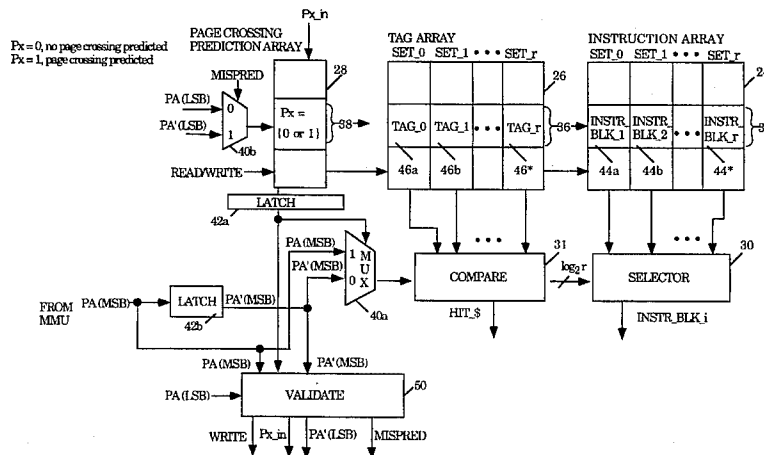 Px_in
Px = 0, no page crossing predicted
Px = 1, page crossing predicted
PAGE CROSSING
PREDICTION ARRAY
TAG ARRAY
SET_0 SET_1 • • • SET_r
INSTRUCTION ARRAY
SET_0 SET_1 • • • SET_r
MISPRED
28
26
PA(LSB)
0
PA'(LSB)
1
40b
Px =
{0 or 1}
38
TAG_0 TAG_1 • • • TAG_r
36
INSTR_
BLK_1
INSTR_
BLK_2
• • •
INSTR_
BLK_r
READ/WRITE
46a 46b 46*
44a 44b 44*
LATCH
42a
PA(MSB)
PA'(MSB)
1
0
M
U
X
40a
• • •
31
COMPARE
HIT_$
log2 r
• • •
30
SELECTOR
INSTR_BLK_i
FROM
MMU
PA(MSB)
LATCH
42b
PA'(MSB)
PA(MSB)
PA'(MSB)
PA(LSB)
VALIDATE
50
WRITE Px_in PA'(LSB) MISPRED